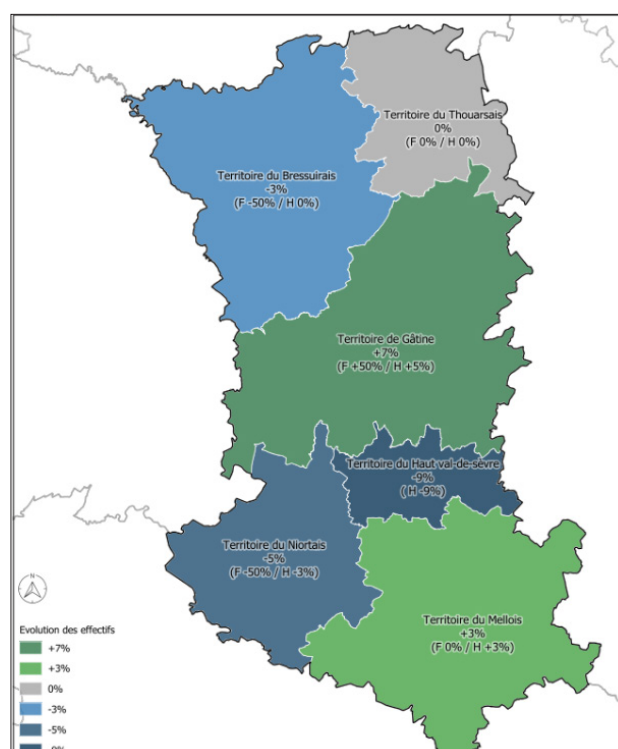 Territoire du Thouarsais
0%
(F 0% / H 0%)
Territoire du Bressuirais
-3%
(F -50% / H 0%)
Territoire de Gâtine
+7%
(F +50% / H +5%)
Territoire du Haut val-de-sèvre
-9%
( H -9%)
Territoire du Niortais
-5%
(F -50% / H -3%)
Territoire du Mellois
+3%
(F 0% / H +3%)
N
Evolution des effectifs
+7%
+3%
0%
-3%
-5%
-9%